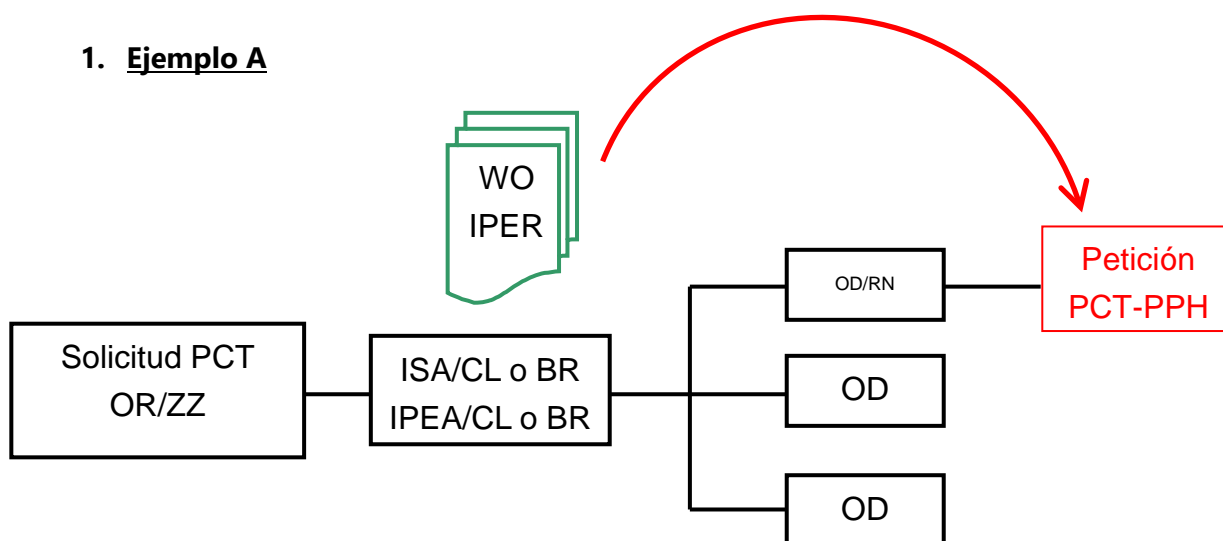 1. Ejemplo A
WO
IPER
Petición
PCT-PPH
OD/RN
Solicitud PCT
OR/ZZ
ISA/CL o BR
IPEA/CL o BR
OD
OD